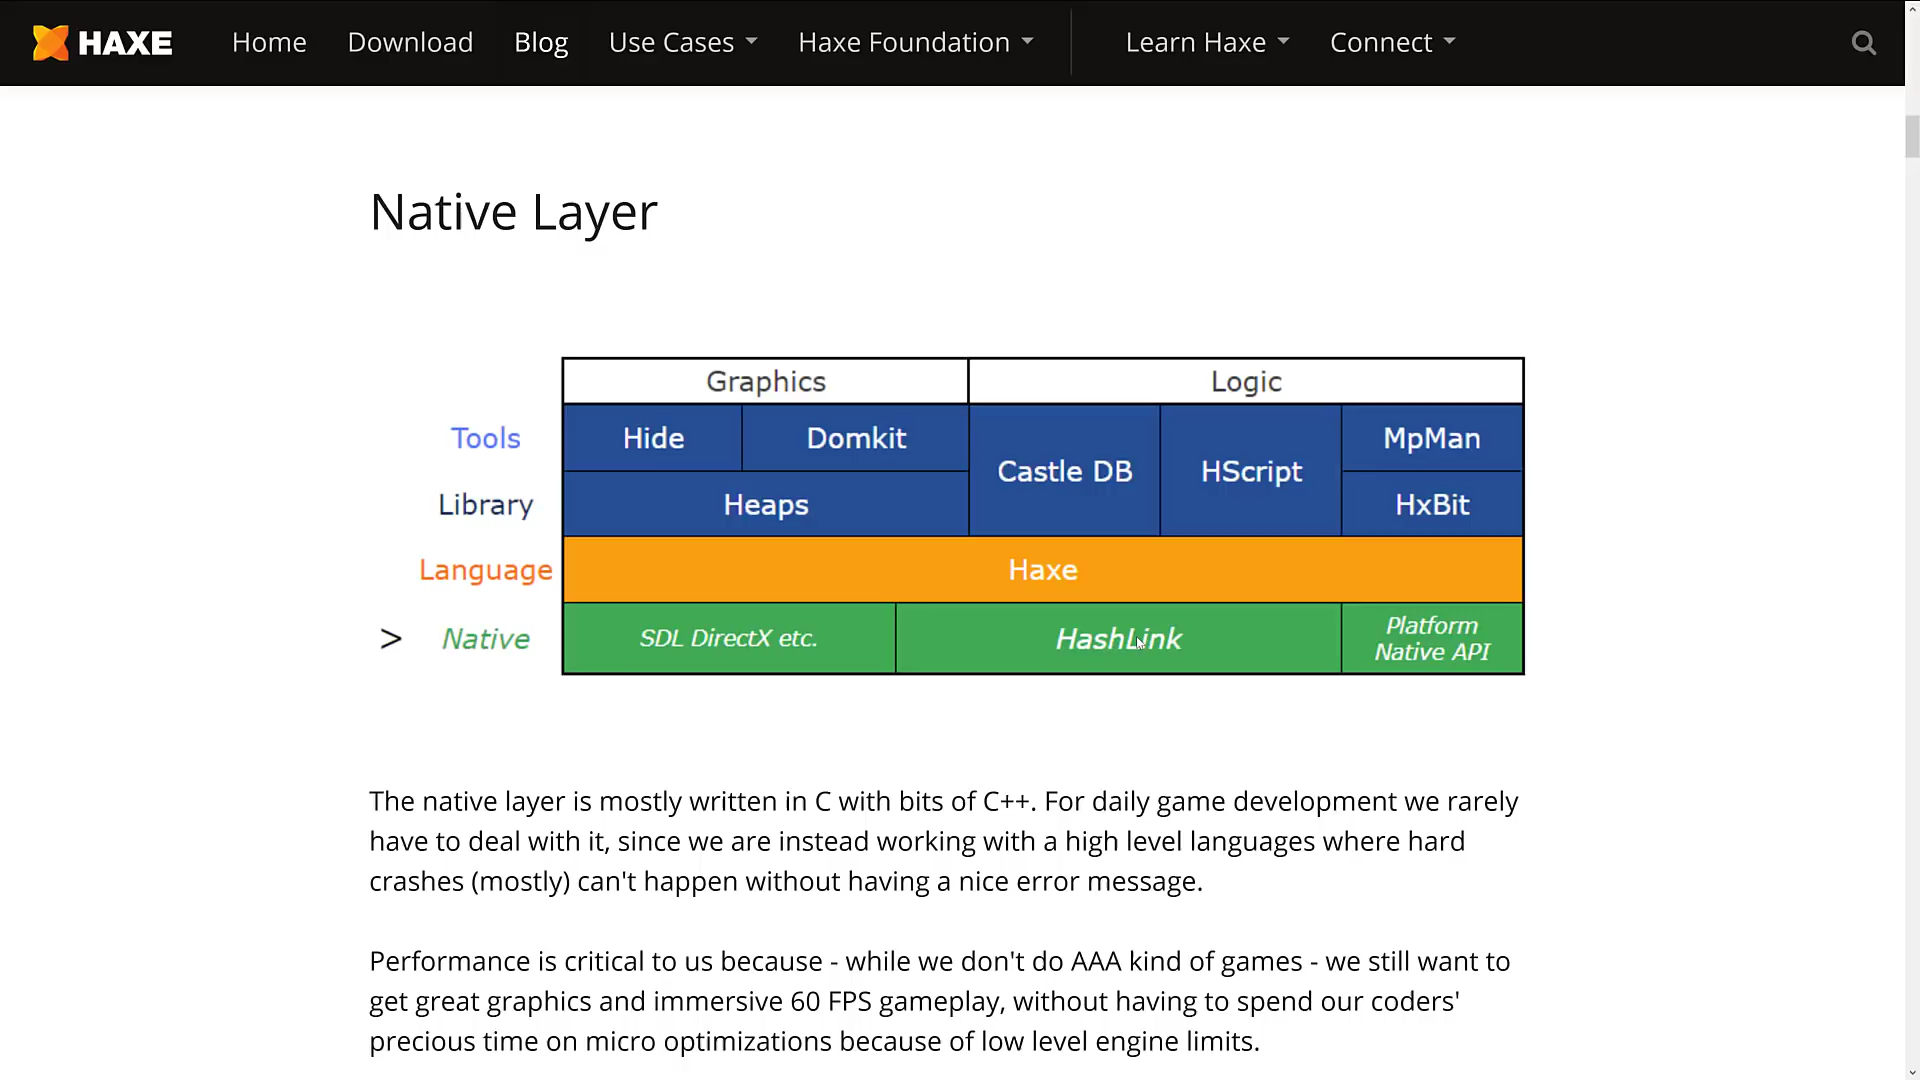 HAXE Home Download Blog Use Cases Haxe Foundation Learn Haxe Connect
Native Layer
Graphics Logic
Tools Hide Domkit Castle DB HScript MpMan
Library Heaps HxBit
Language Haxe
> Native SDL DirectX etc. HashLink Platform Native API
The native layer is mostly written in C with bits of C++. For daily game development we rarely
have to deal with it, since we are instead working with a high level languages where hard
crashes (mostly) can't happen without having a nice error message.
Performance is critical to us because - while we don't do AAA kind of games - we still want to
get great graphics and immersive 60 FPS gameplay, without having to spend our coders'
precious time on micro optimizations because of low level engine limits.